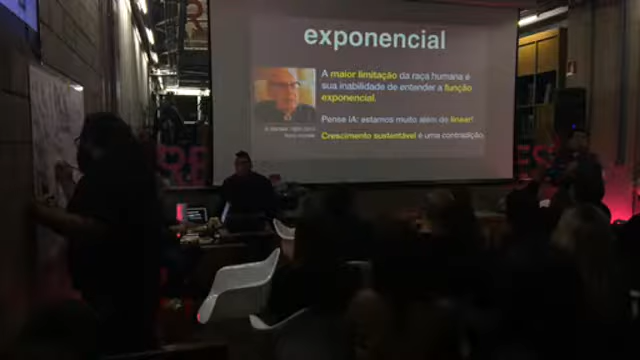 exponencial
A maior limitação da raça humana é
sua inabilidade de entender a função
exponencial.
Pense IA: estamos muito além do linear!
Crescimento sustentável é uma contradição.